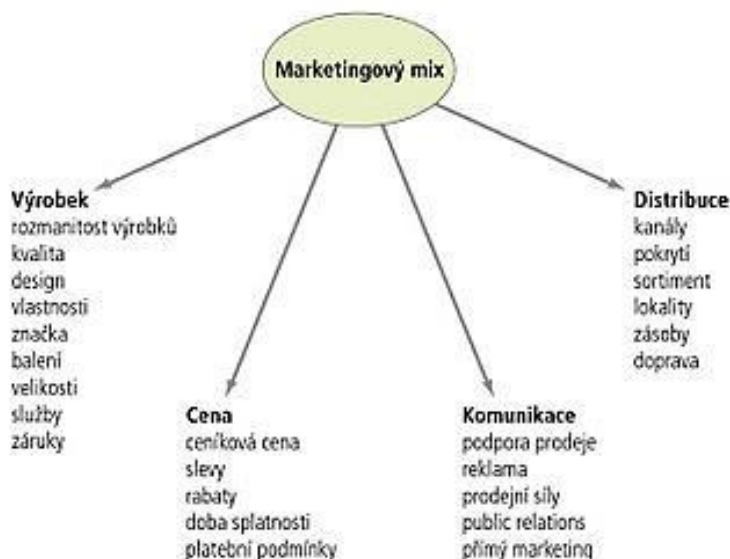 Marketingový mix
Výrobek
rozmanitost výrobků
kvalita
design
vlastnosti
značka
balení
velikosti
služby
záruky
Cena
ceníková cena
slevy
rabaty
doba splatnosti
platební podmínky
Komunikace
podpora prodeje
reklama
prodejní síly
public relations
přímý marketing
Distribuce
kanály
pokrytí
sortiment
lokality
zásoby
doprava